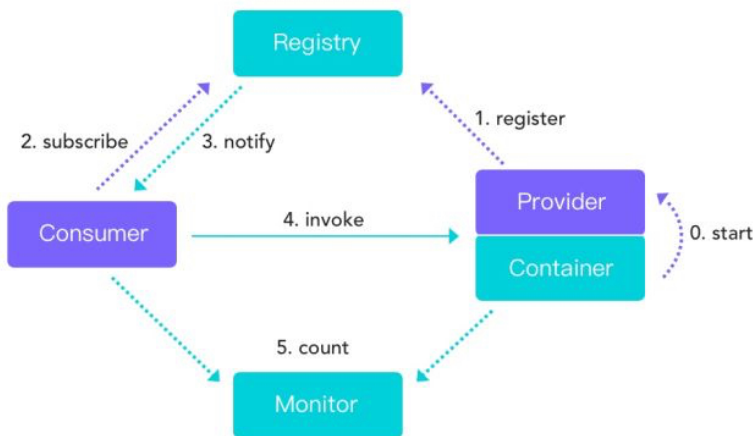 Registry
1. register
2. subscribe
3. notify
Provider
Consumer
4. invoke
0. start
Container
5. count
Monitor